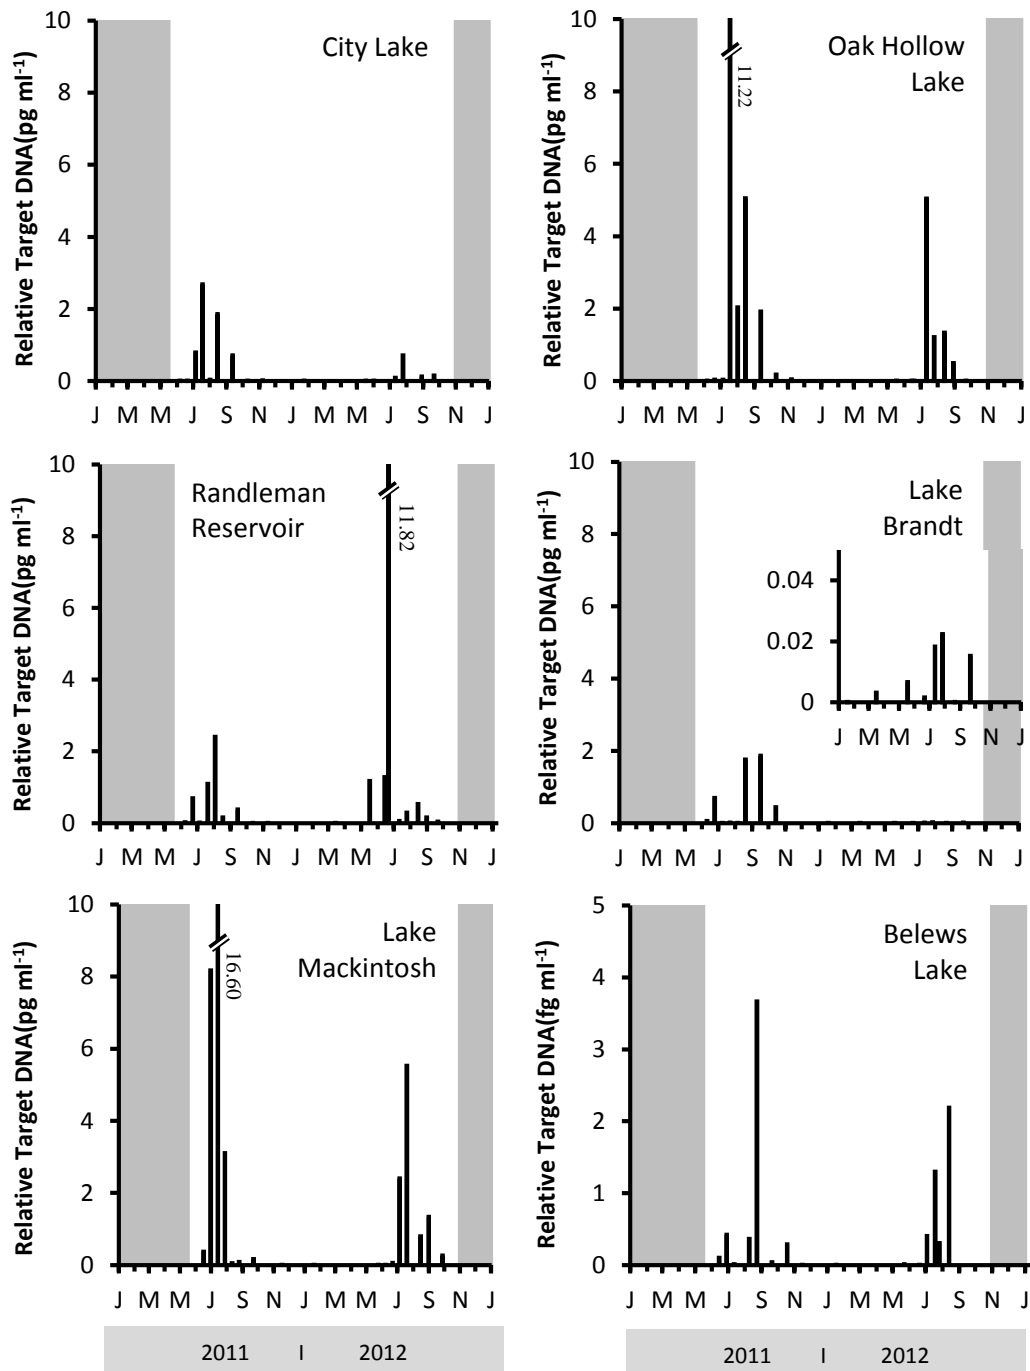 City Lake
Relative Target DNA(pg ml-1)
10
8
6
4
2
0
J M M J S N J M M J S N J
Oak Hollow
Lake
Relative Target DNA(pg ml-1)
10
8
6
4
2
0
11.22
J M M J S N J M M J S N J
Randleman
Reservoir
Relative Target DNA(pg ml-1)
10
8
6
4
2
0
11.82
J M M J S N J M M J S N J
Lake
Brandt
Relative Target DNA(pg ml-1)
10
8
6
4
2
0
0.04
0.02
0
J M M J S N J
J M M J S N J M M J S N J
Lake
Mackintosh
Relative Target DNA(pg ml-1)
10
8
6
4
2
0
16.60
J M M J S N J M M J S N J
2011 I 2012
Belews
Lake
Relative Target DNA(fg ml-1)
5
4
3
2
1
0
J M M J S N J M M J S N J
2011 I 2012